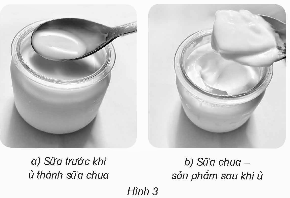 a) Sữa trước khi
ủ thành sữa chua
b) Sữa chua –
sản phẩm sau khi ủ
Hình 3